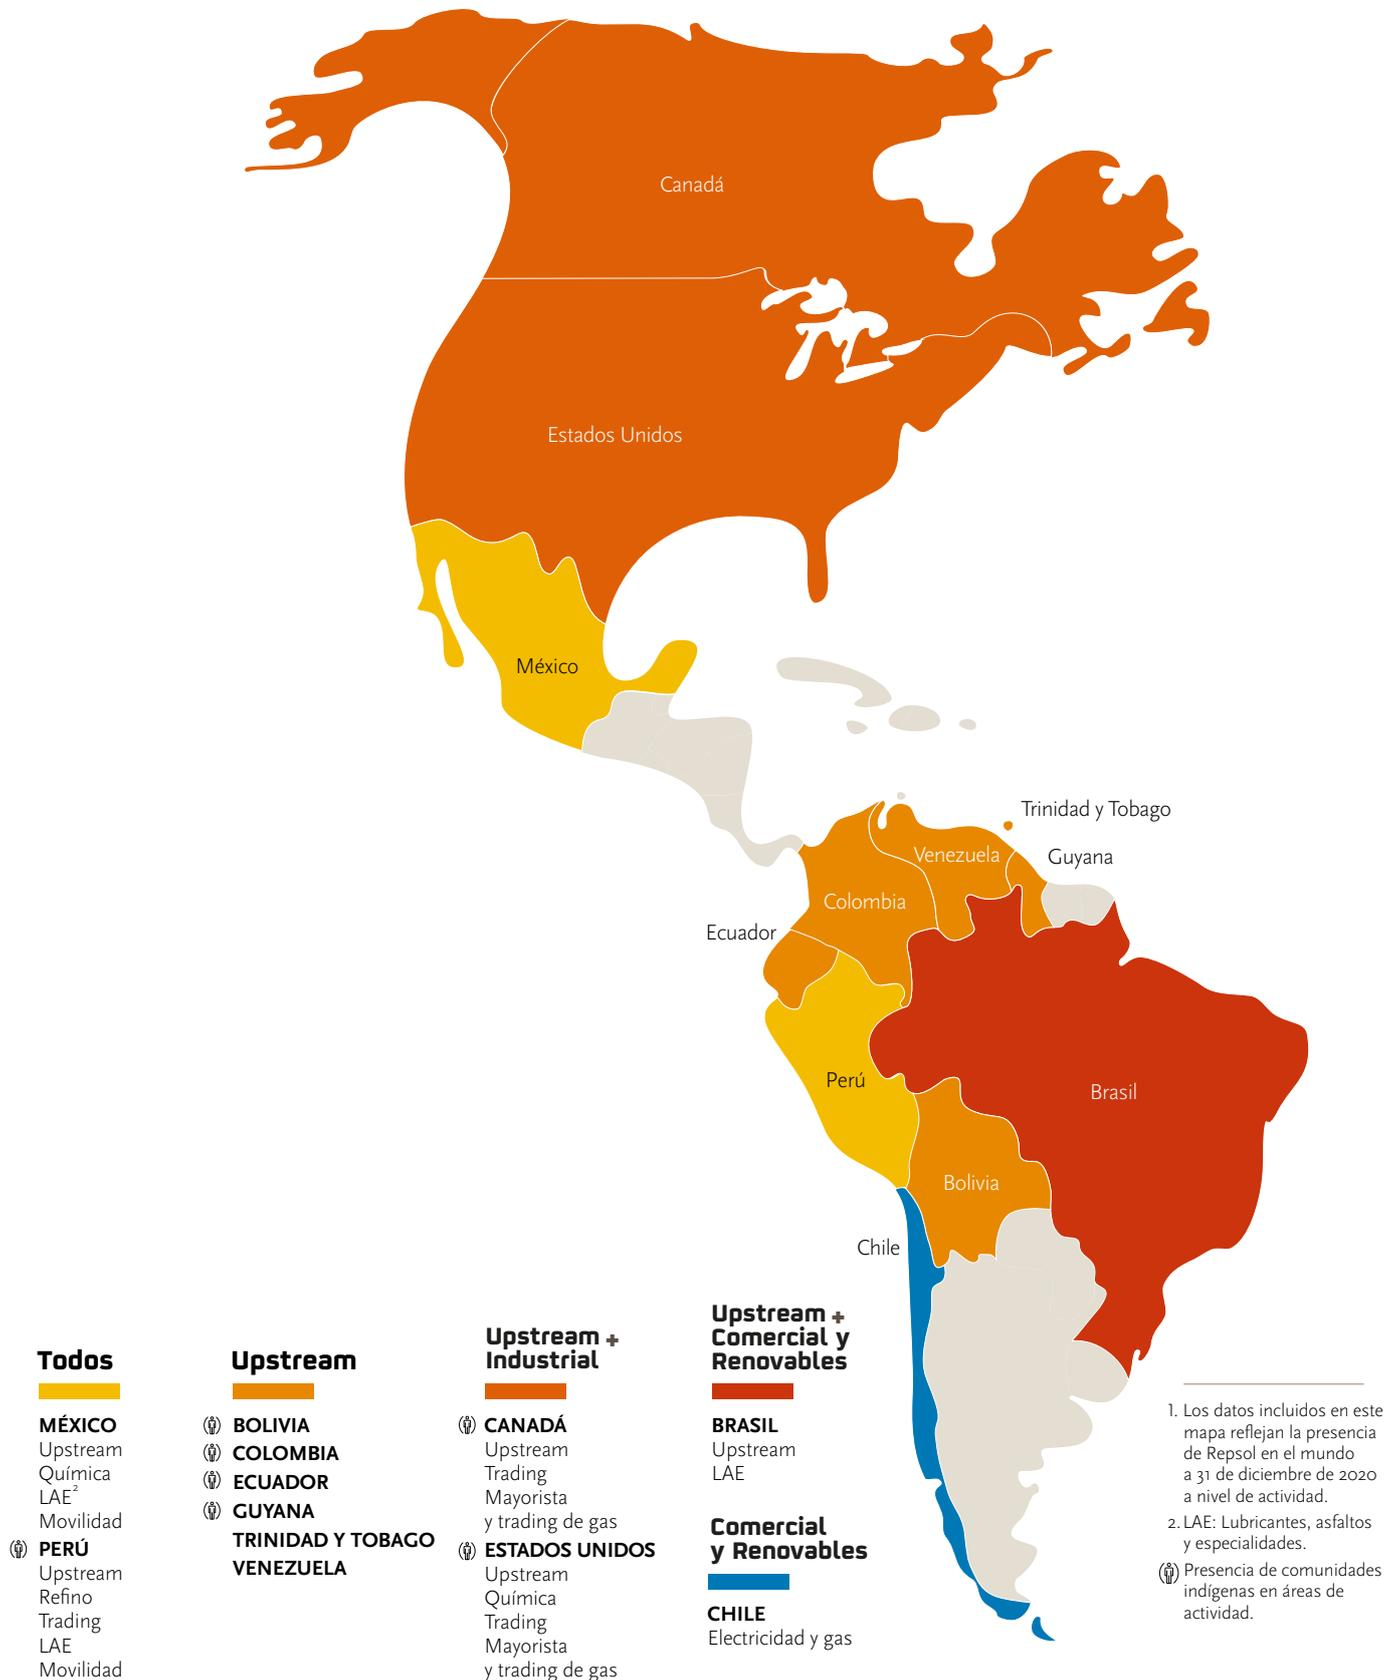 Canadá
Estados Unidos
México
Trinidad y Tobago
Venezuela
Guyana
Colombia
Ecuador
Perú
Brasil
Bolivia
Chile
Todos
MÉXICO
Upstream
Química
LAE²
Movilidad
PERÚ
Upstream
Refino
Trading
LAE
Movilidad
Upstream
BOLIVIA
COLOMBIA
ECUADOR
GUYANA
TRINIDAD Y TOBAGO
VENEZUELA
Upstream +
Industrial
CANADÁ
Upstream
Trading
Mayorista
y trading de gas
ESTADOS UNIDOS
Upstream
Química
Trading
Mayorista
y trading de gas
Upstream +
Comercial y
Renovables
BRASIL
Upstream
LAE
Comercial
y Renovables
CHILE
Electricidad y gas
1. Los datos incluidos en este
mapa reflejan la presencia
de Repsol en el mundo
a 31 de diciembre de 2020
a nivel de actividad.
2. LAE: Lubricantes, asfaltos
y especialidades.
Presencia de comunidades
indígenas en áreas de
actividad.